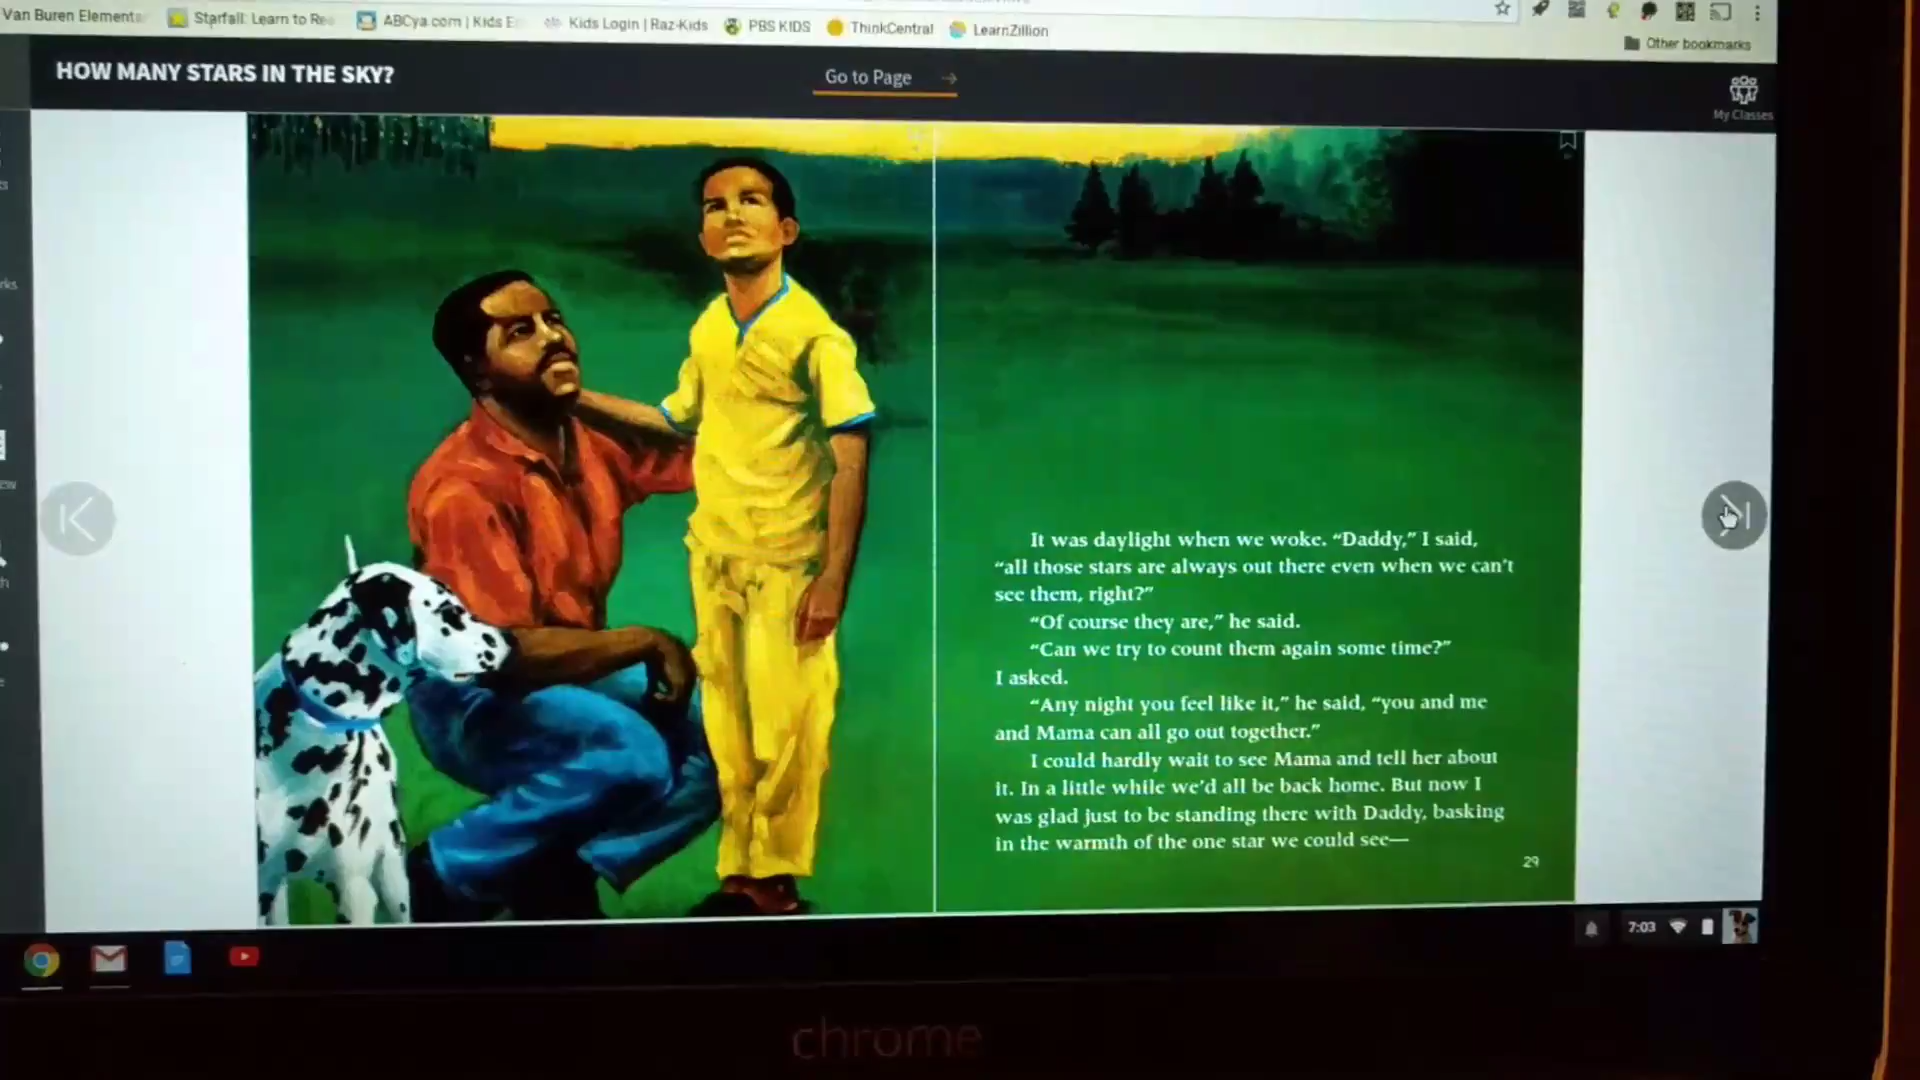 Van Buren Elementa
Starfall: Learn to Re
ABCya.com | Kids E
Kids Login | Raz-Kids
PBS KIDS
ThinkCentral
LearnZillion
Other bookmarks
HOW MANY STARS IN THE SKY?
Go to Page →
My Classes
It was daylight when we woke. “Daddy,” I said,
“all those stars are always out there even when we can’t
see them, right?”
“Of course they are,” he said.
“Can we try to count them again some time?”
I asked.
“Any night you feel like it,” he said, “you and me
and Mama can all go out together.”
I could hardly wait to see Mama and tell her about
it. In a little while we’d all be back home. But now I
was glad just to be standing there with Daddy, basking
in the warmth of the one star we could see—
29
7:03
chrome